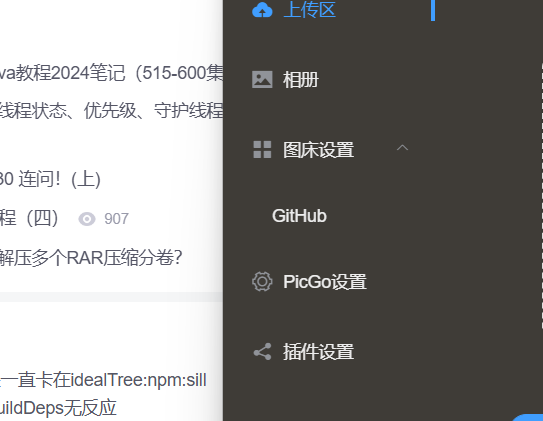 上传区
va教程2024笔记（515-600集
线程状态、优先级、守护线程
30 连问！(上)
程（四） 907
解压多个RAR压缩分卷？
一直卡在idealTree:npm:sill
uildDeps无反应
相册
图床设置
GitHub
PicGo设置
插件设置